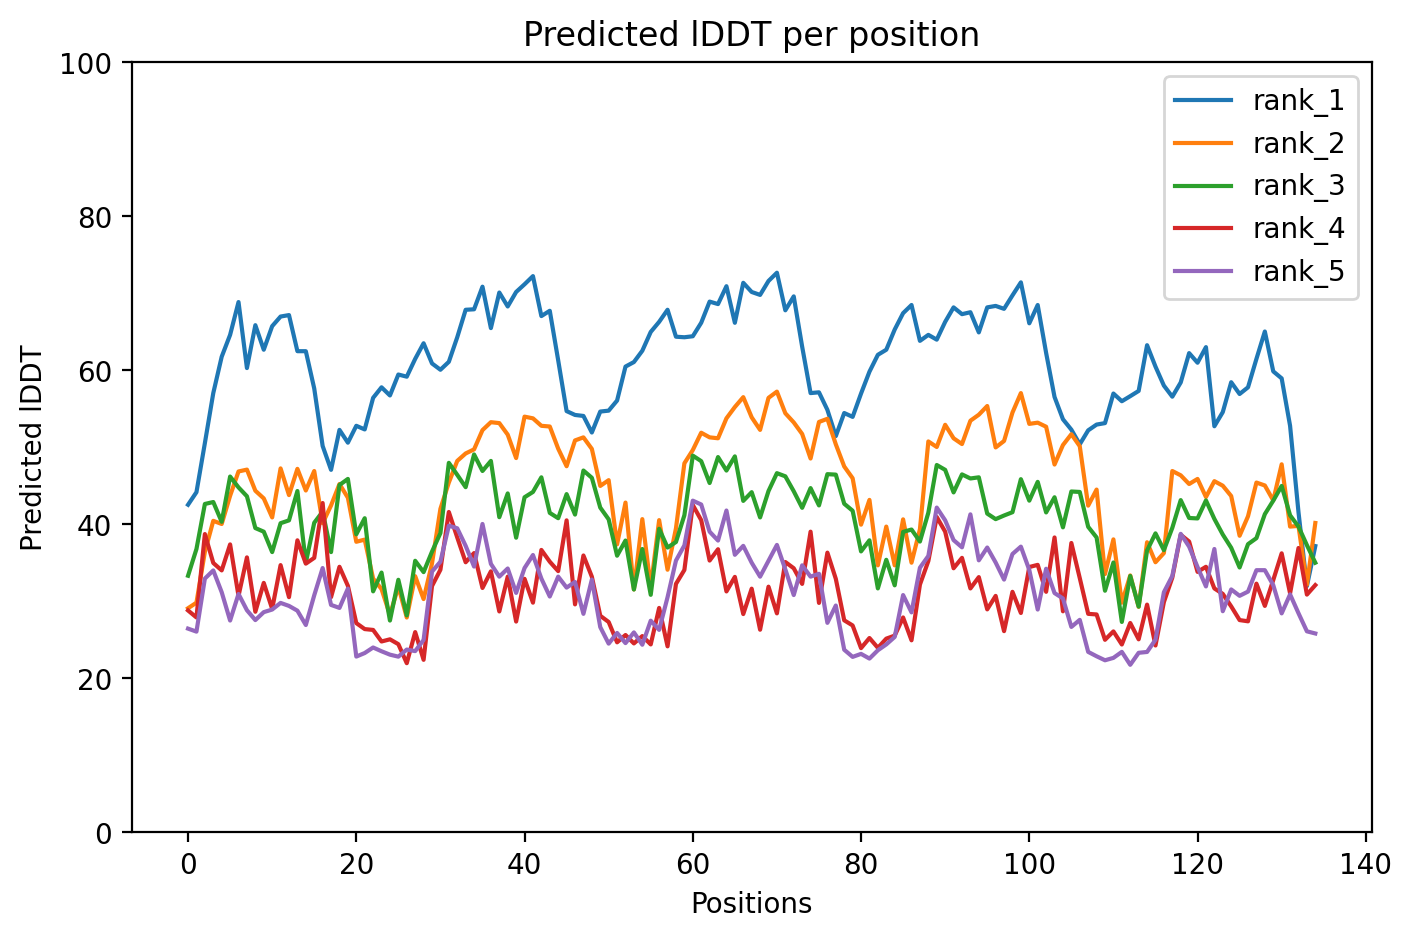 Predicted lDDT per position
Predicted lDDT
100
80
60
40
20
0
0 20 40 60 80 100 120 140
Positions
rank_1
rank_2
rank_3
rank_4
rank_5